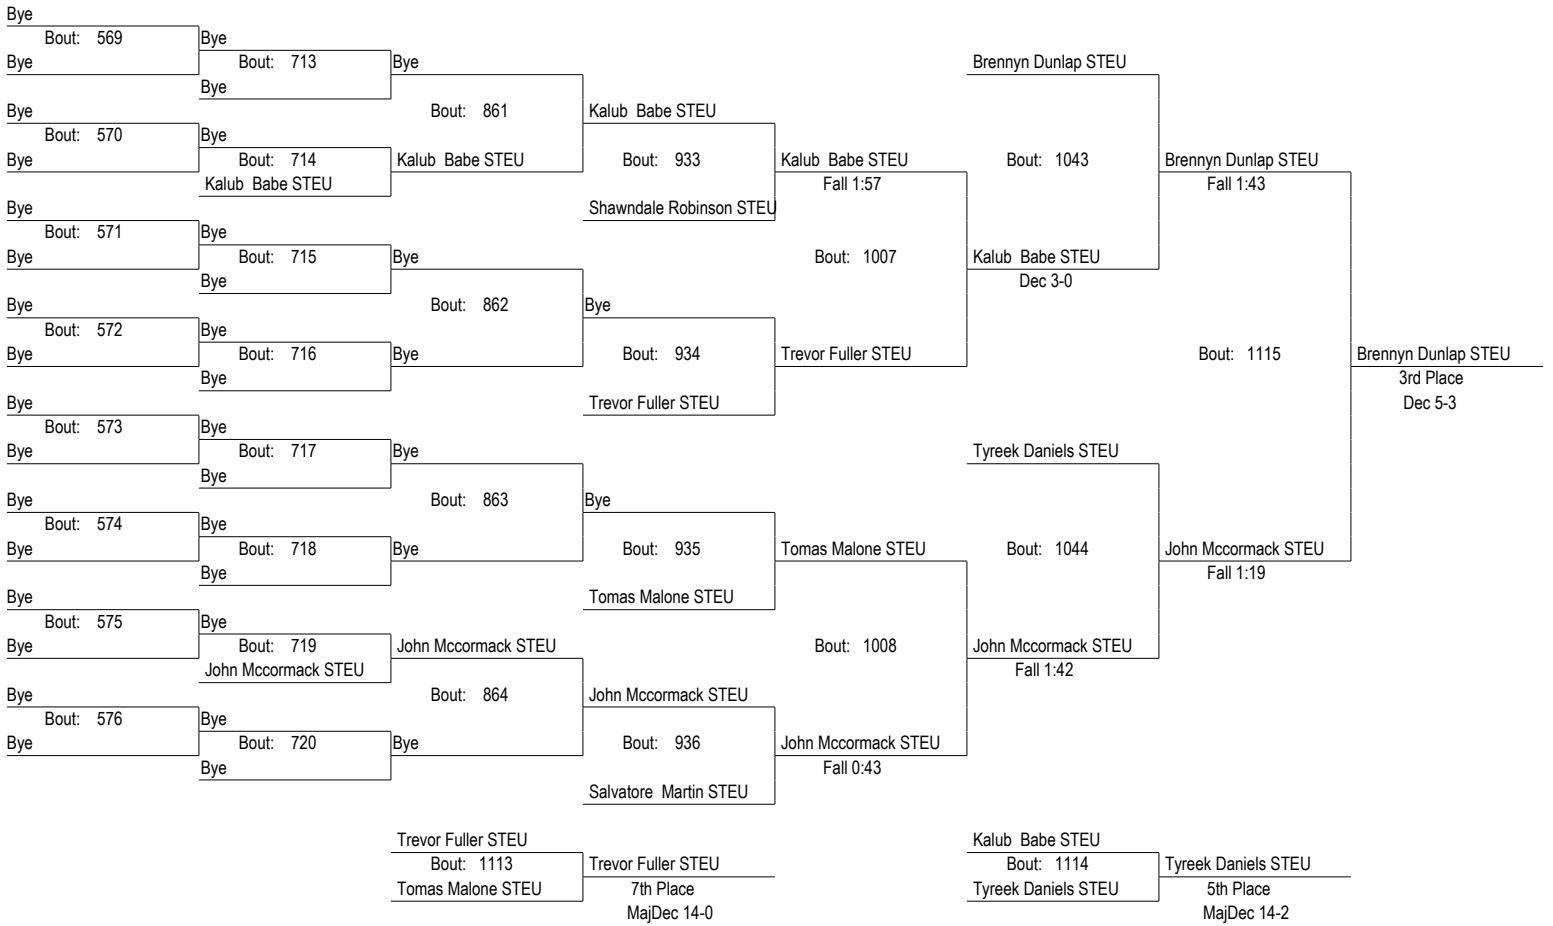 Bye
Bout: 569
Bye
Bye
Bout: 713
Bye
Bye
Brennyn Dunlap STEU
Bye
Bout: 570
Bye
Bye
Bout: 714
Kalub Babe STEU
Bout: 861
Kalub Babe STEU
Kalub Babe STEU
Bout: 933
Shawndale Robinson STEU
Kalub Babe STEU
Fall 1:57
Bout: 1043
Brennyn Dunlap STEU
Fall 1:43
Bye
Bout: 571
Bye
Bye
Bout: 715
Bye
Bye
Bout: 1007
Kalub Babe STEU
Dec 3-0
Bye
Bout: 572
Bye
Bye
Bout: 716
Bye
Bout: 862
Bye
Bye
Bout: 934
Trevor Fuller STEU
Trevor Fuller STEU
Bout: 1115
Brennyn Dunlap STEU
3rd Place
Dec 5-3
Bye
Bout: 573
Bye
Bye
Bout: 717
Bye
Bye
Tyreek Daniels STEU
Bye
Bout: 574
Bye
Bye
Bout: 718
Bye
Bout: 863
Bye
Bye
Bout: 935
Tomas Malone STEU
Tomas Malone STEU
Bout: 1044
John Mccormack STEU
Fall 1:19
Bye
Bout: 575
Bye
Bye
Bout: 719
John Mccormack STEU
John Mccormack STEU
Bout: 1008
John Mccormack STEU
Fall 1:42
Bye
Bout: 576
Bye
Bye
Bout: 720
Bye
Bout: 864
Bye
John Mccormack STEU
Bout: 936
Salvatore Martin STEU
John Mccormack STEU
Fall 0:43
Trevor Fuller STEU
Bout: 1113
Tomas Malone STEU
Trevor Fuller STEU
7th Place
MajDec 14-0
Kalub Babe STEU
Bout: 1114
Tyreek Daniels STEU
Tyreek Daniels STEU
5th Place
MajDec 14-2